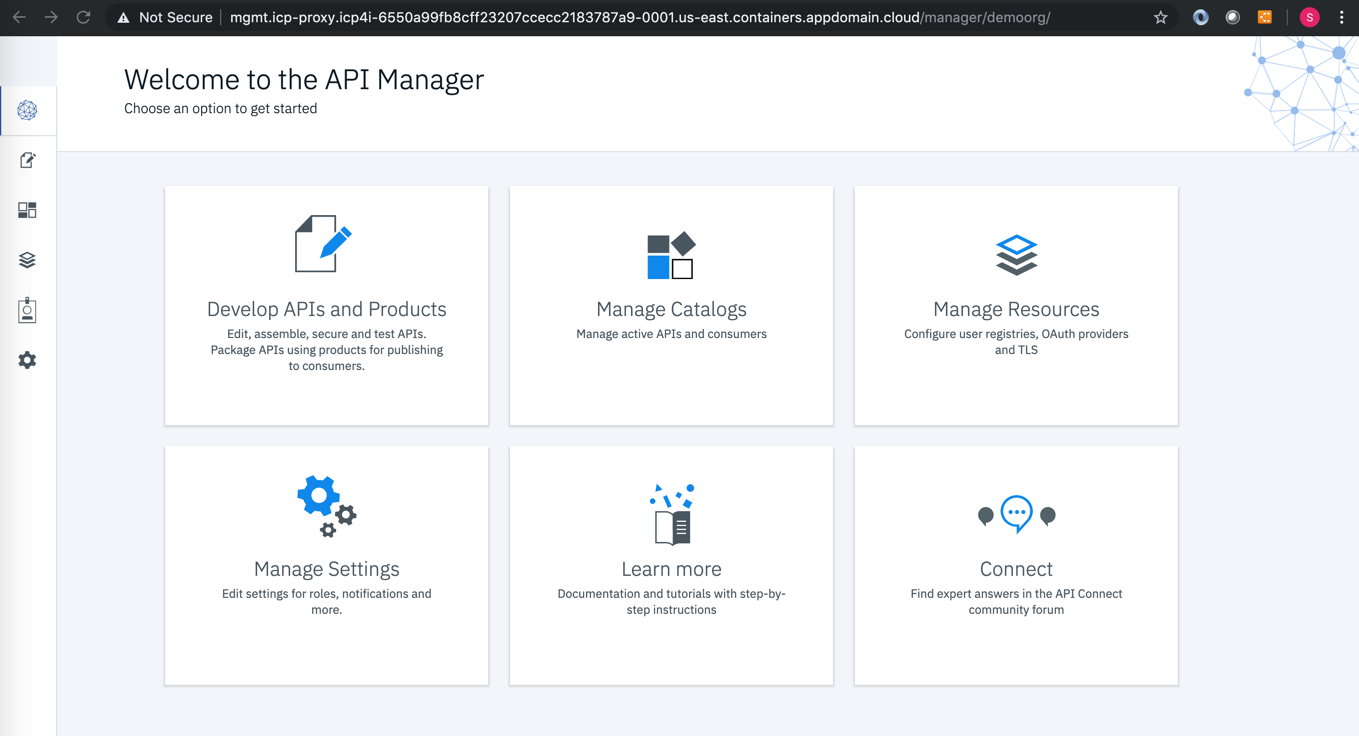 Not Secure
mgmt.icp-proxy.icp4i-6550a99fb8cff23207ccecc2183787a9-0001.us-east.containers.appdomain.cloud/manager/demoorg/
S
Welcome to the API Manager
Choose an option to get started
Develop APIs and Products
Edit, assemble, secure and test APIs.
Package APIs using products for publishing
to consumers.
Manage Catalogs
Manage active APIs and consumers
Manage Resources
Configure user registries, OAuth providers
and TLS
Manage Settings
Edit settings for roles, notifications and
more.
Learn more
Documentation and tutorials with step-by-
step instructions
Connect
Find expert answers in the API Connect
community forum